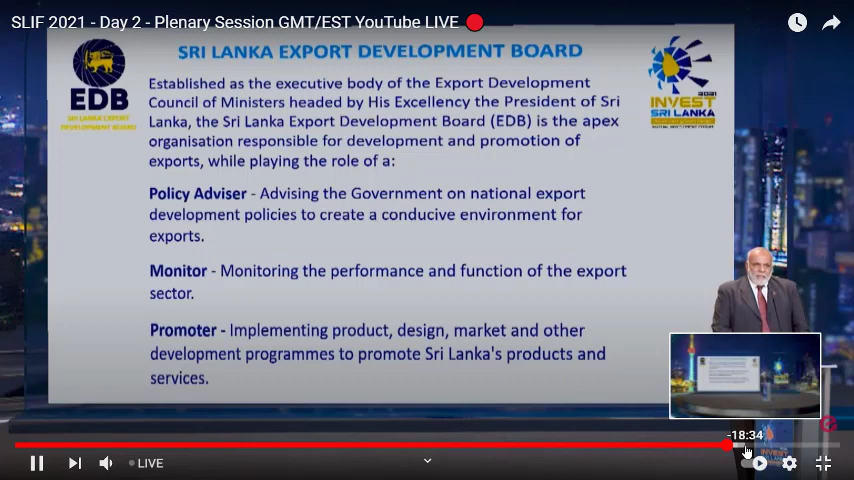 SLIF 2021 - Day 2 - Plenary Session GMT/EST YouTube LIVE
SRI LANKA EXPORT DEVELOPMENT BOARD
EDB
SRI LANKA EXPORT
DEVELOPMENT BOARD
2021
INVEST
SRI LANKA
Established as the executive body of the Export Development
Council of Ministers headed by His Excellency the President of Sri
Lanka, the Sri Lanka Export Development Board (EDB) is the apex
organisation responsible for development and promotion of
exports, while playing the role of a:
Policy Adviser - Advising the Government on national export
development policies to create a conducive environment for
exports.
Monitor - Monitoring the performance and function of the export
sector.
Promoter - Implementing product, design, market and other
development programmes to promote Sri Lanka's products and
services.
-18:34
LIVE
INVEST